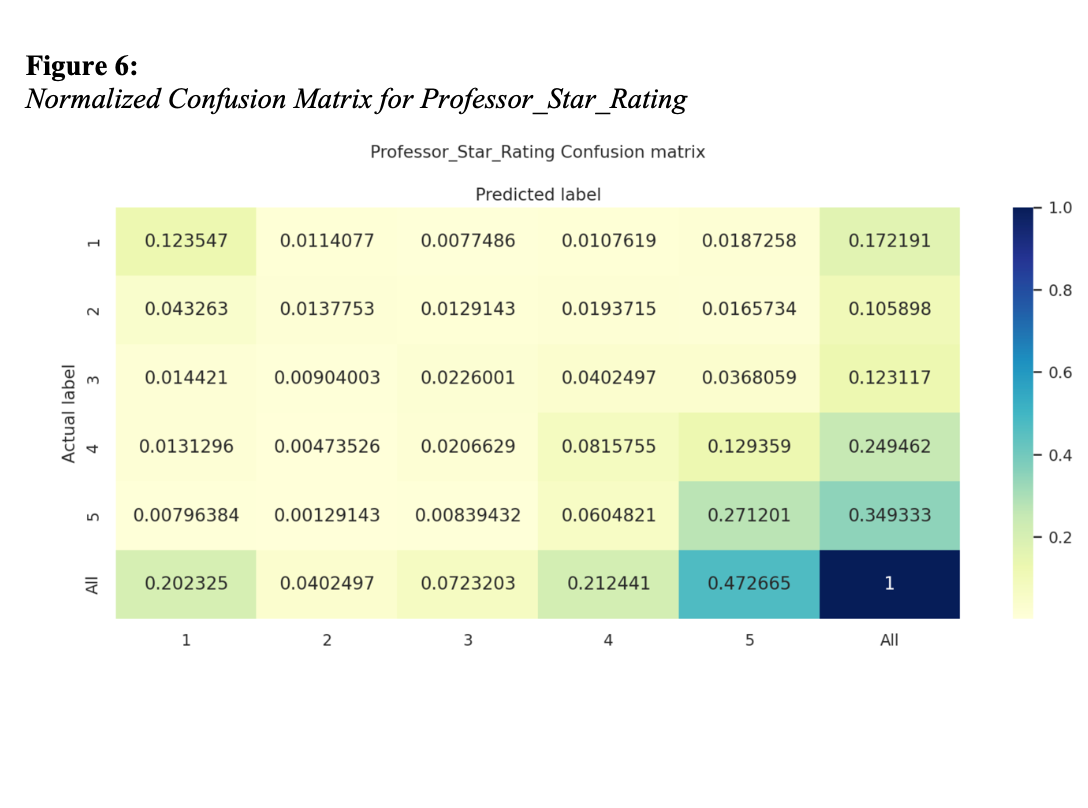 Figure 6:
Normalized Confusion Matrix for Professor_Star_Rating
Professor_Star_Rating Confusion matrix
Predicted label
1.0
0.8
0.6
0.4
0.2
Actual label
1 0.123547 0.0114077 0.0077486 0.0107619 0.0187258 0.172191
2 0.043263 0.0137753 0.0129143 0.0193715 0.0165734 0.105898
3 0.014421 0.00904003 0.0226001 0.0402497 0.0368059 0.123117
4 0.0131296 0.00473526 0.0206629 0.0815755 0.129359 0.249462
5 0.00796384 0.00129143 0.00839432 0.0604821 0.271201 0.349333
All 0.202325 0.0402497 0.0723203 0.212441 0.472665 1
1 2 3 4 5 All